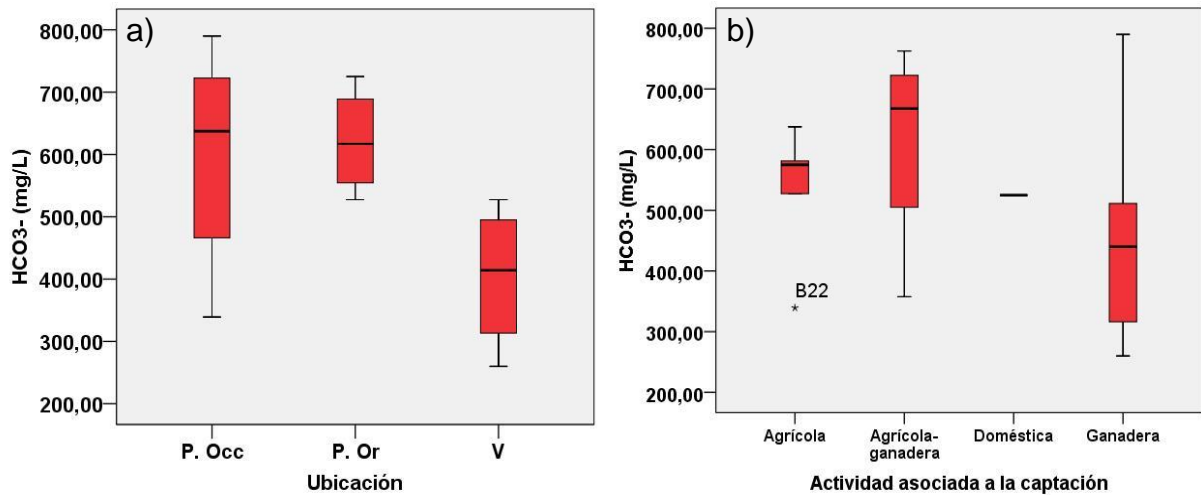 a)
HCO3- (mg/L)
800,00
700,00
600,00
500,00
400,00
300,00
200,00
P. Occ P. Or V
Ubicación
b)
HCO3- (mg/L)
800,00
700,00
600,00
500,00
400,00
300,00
200,00
B22
*
Agrícola Agrícola-ganadera Doméstica Ganadera
Actividad asociada a la captación